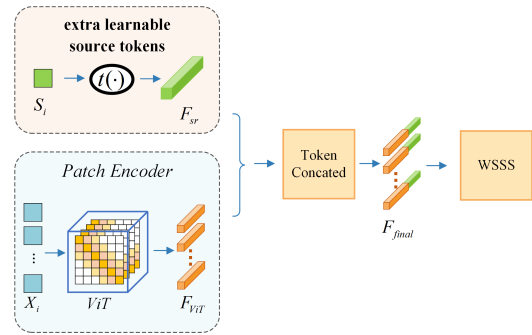 extra learnable
source tokens
t(·)
S_i
F_sr
Patch Encoder
X_i
ViT
F_ViT
Token
Concated
F_final
WSSS